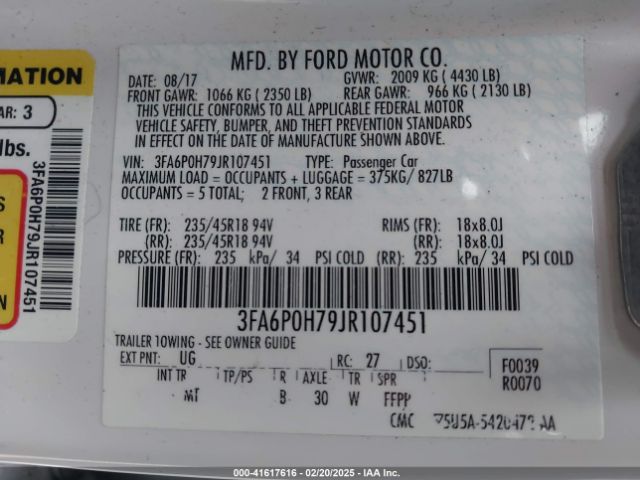 MFD. BY FORD MOTOR CO.
DATE: 08/17 GVWR: 2009 KG ( 4430 LB)
FRONT GAWR: 1066 KG ( 2350 LB) REAR GAWR: 966 KG ( 2130 LB)
THIS VEHICLE CONFORMS TO ALL APPLICABLE FEDERAL MOTOR
VEHICLE SAFETY, BUMPER, AND THEFT PREVENTION STANDARDS
IN EFFECT ON THE DATE OF MANUFACTURE SHOWN ABOVE.
VIN: 3FA6P0H79JR107451 TYPE: Passenger Car
MAXIMUM LOAD = OCCUPANTS + LUGGAGE = 375KG/ 827LB
OCCUPANTS = 5 TOTAL; 2 FRONT, 3 REAR
TIRE (FR): 235/45R18 94V RIMS (FR): 18x8.0J
(RR): 235/45R18 94V (RR): 18x8.0J
PRESSURE (FR): 235 kPa/ 34 PSI COLD (RR): 235 kPa/ 34 PSI COLD
3FA6P0H79JR107451
TRAILER TOWING - SEE OWNER GUIDE
EXT PNT: UG RC: 27 DSO: F0039
R0070
INT TR TP/PS R AXLE TR SPR
MT B 30 W FFPP
CMC
MATION
AR: 3
lbs.
3FA6P0H79JR107451
S
R
N
000-41617616 - 02/20/2025 - IAA Inc.